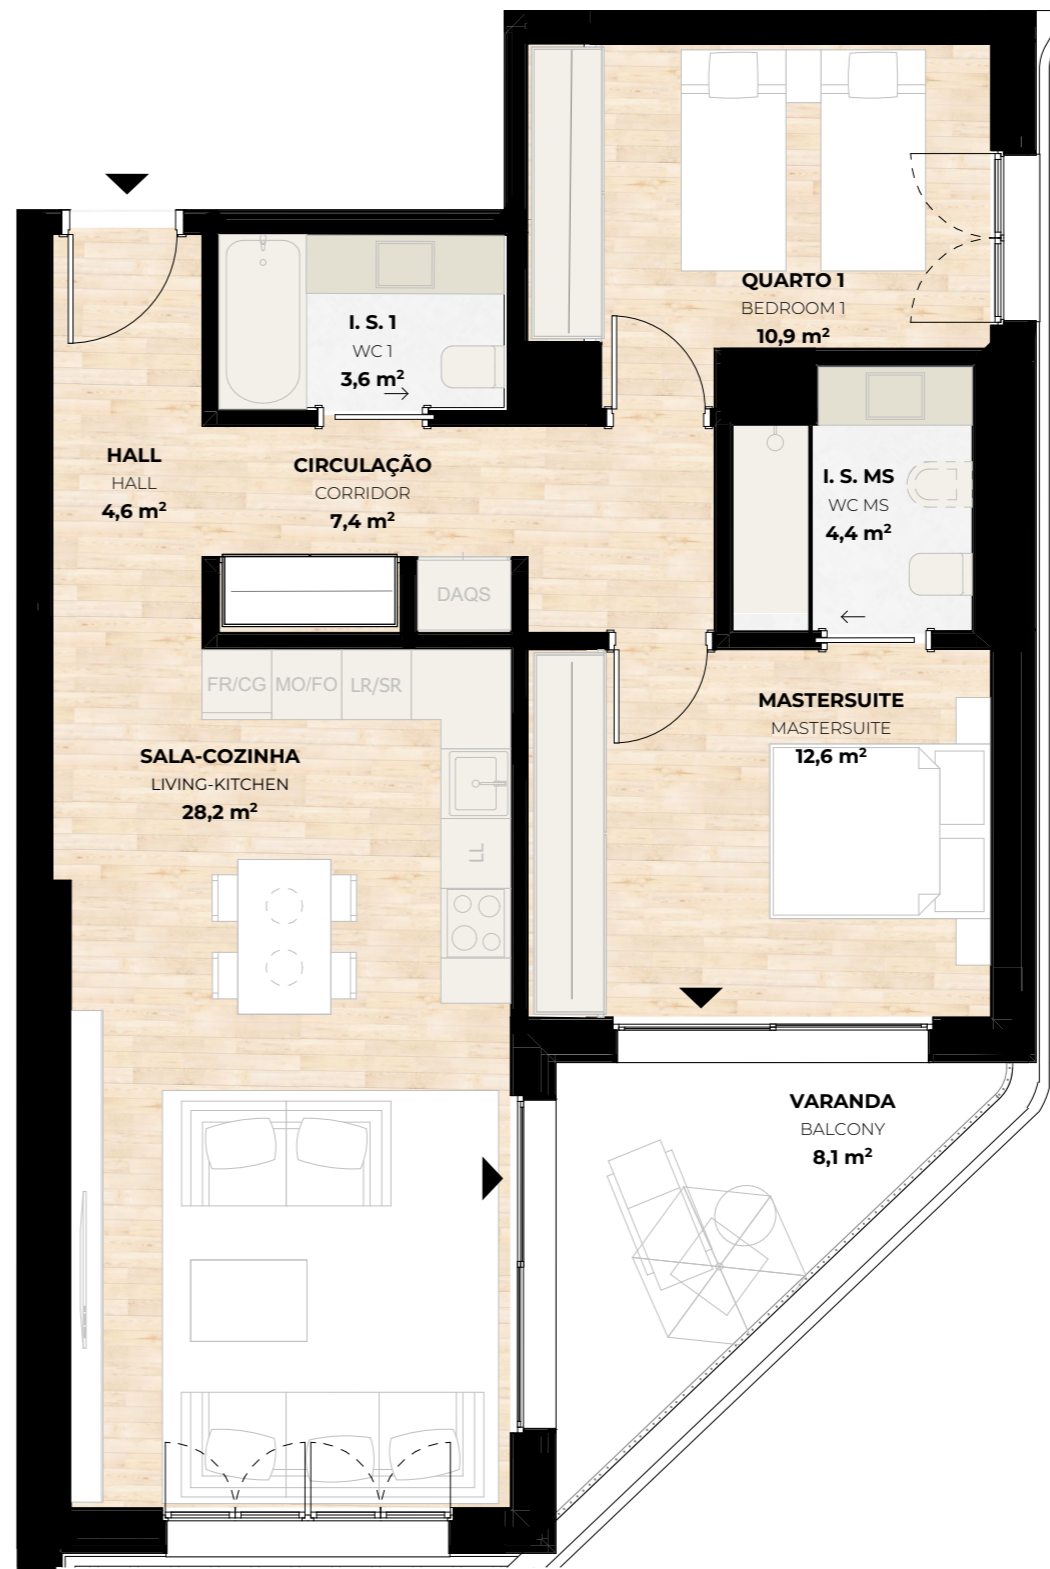 QUARTO 1
BEDROOM 1
10,9 m²
I. S. 1
WC 1
3,6 m²
HALL
HALL
4,6 m²
CIRCULAÇÃO
CORRIDOR
7,4 m²
I. S. MS
WC MS
4,4 m²
DAQS
FR/CG
MO/FO
LR/SR
SALA-COZINHA
LIVING-KITCHEN
28,2 m²
MASTERSUITE
MASTERSUITE
12,6 m²
LL
VARANDA
BALCONY
8,1 m²